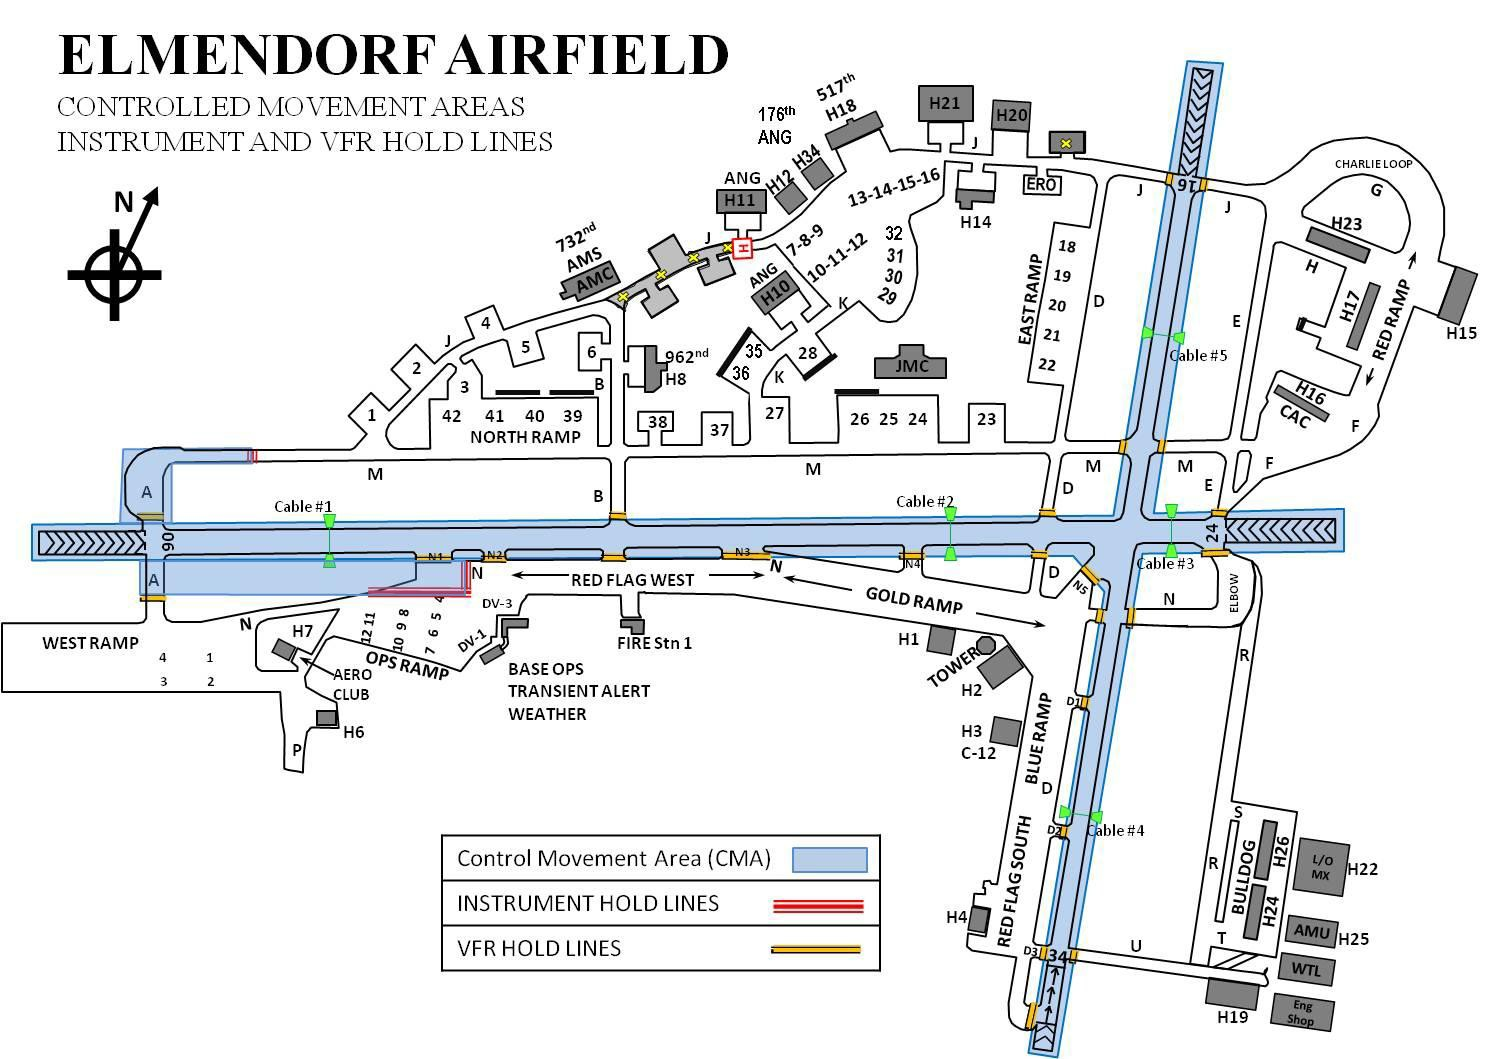 ELMENDORF AIRFIELD
CONTROLLED MOVEMENT AREAS
INSTRUMENT AND VFR HOLD LINES
N
517th
H18
176th
ANG
H21
H20
J
H34
H12
ANG
H11
13-14-15-16
ERO
H14
16
J
J
CHARLIE LOOP
G
H23
732nd
AMS
AMC
J
H
7-8-9
10-11-12
ANG
H10
K
32
31
30
29
EAST RAMP
18
19
20
21
22
D
E
H
H17
RED RAMP
H15
Cable #5
4
J
5
6
2
3
1
962nd
H8
B
35
36
28
K
JMC
H16
CAC
F
42
41
40
39
NORTH RAMP
38
37
27
26
25
24
23
M
M
M
M
F
A
B
D
E
Cable #1
Cable #2
Cable #3
06
24
A
N1
N2
N3
N4
N5
N
N
D
N
ELBOW
RED FLAG WEST
GOLD RAMP
WEST RAMP
4
1
3
2
N
H7
AERO
CLUB
H6
P
12 11
10 9 8
7 6 5 4
OPS RAMP
DV-3
DV-1
BASE OPS
TRANSIENT ALERT
WEATHER
FIRE Stn 1
H1
TOWER
H2
H3
C-12
BLUE RAMP
D1
D
D2
Cable #4
RED FLAG SOUTH
H4
D3
34
U
R
R
S
BULLDOG
H26
H24
T
L/O
MX
H22
AMU
H25
WTL
H19
Eng
Shop
Control Movement Area (CMA)
INSTRUMENT HOLD LINES
VFR HOLD LINES